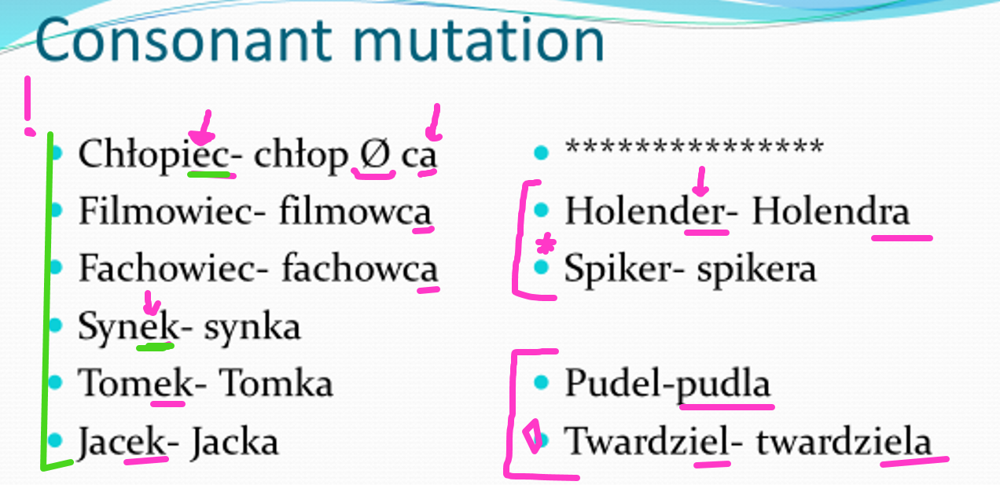 Consonant mutation
Chłopiec- chłop Ø ca
Filmowiec- filmowca
Fachowiec- fachowca
Synek- synka
Tomek- Tomka
Jacek- Jacka
***************
Holender- Holendra
Spiker- spikera
Pudel-pudla
Twardziel- twardziela